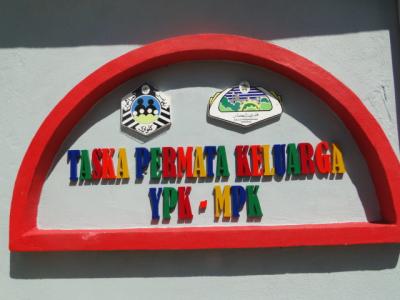 TASKA PERMATA KELUARGA
YPK - MPK